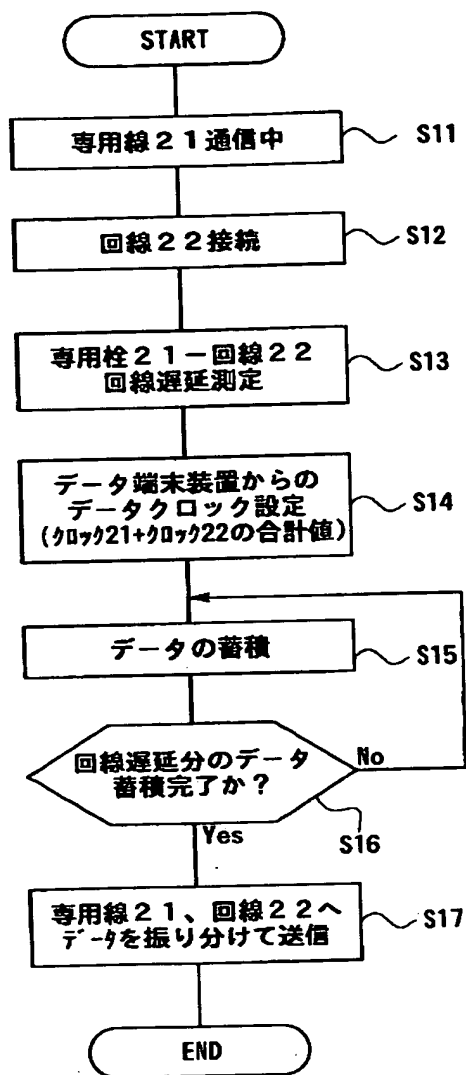 START
専用線21通信中
S11
回線22接続
S12
専用栓21-回線22
回線遅延測定
S13
データ端末装置からの
データクロック設定
(クロック21+クロック22の合計値)
S14
データの蓄積
S15
回線遅延分のデータ
蓄積完了か?
No
S16
Yes
専用線21、回線22へ
データを振り分けて送信
S17
END